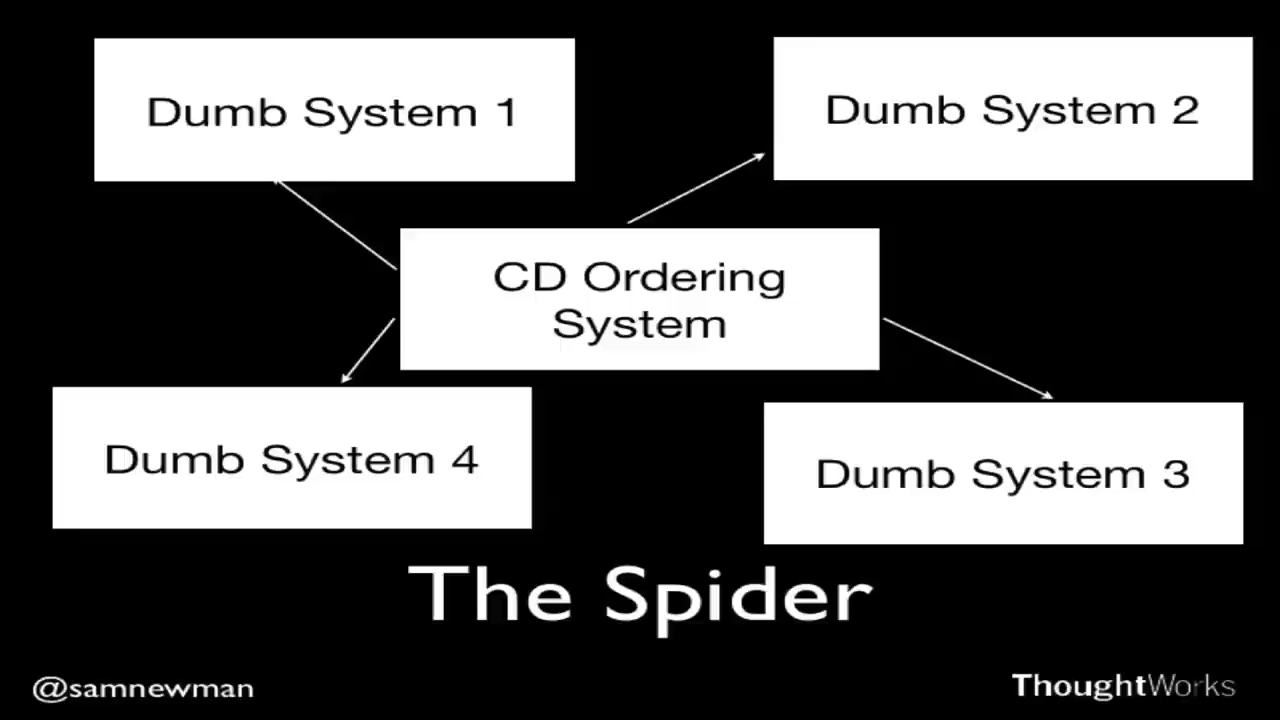 Dumb System 1
Dumb System 2
CD Ordering
System
Dumb System 4
Dumb System 3
The Spider
@samnewman
ThoughtWorks